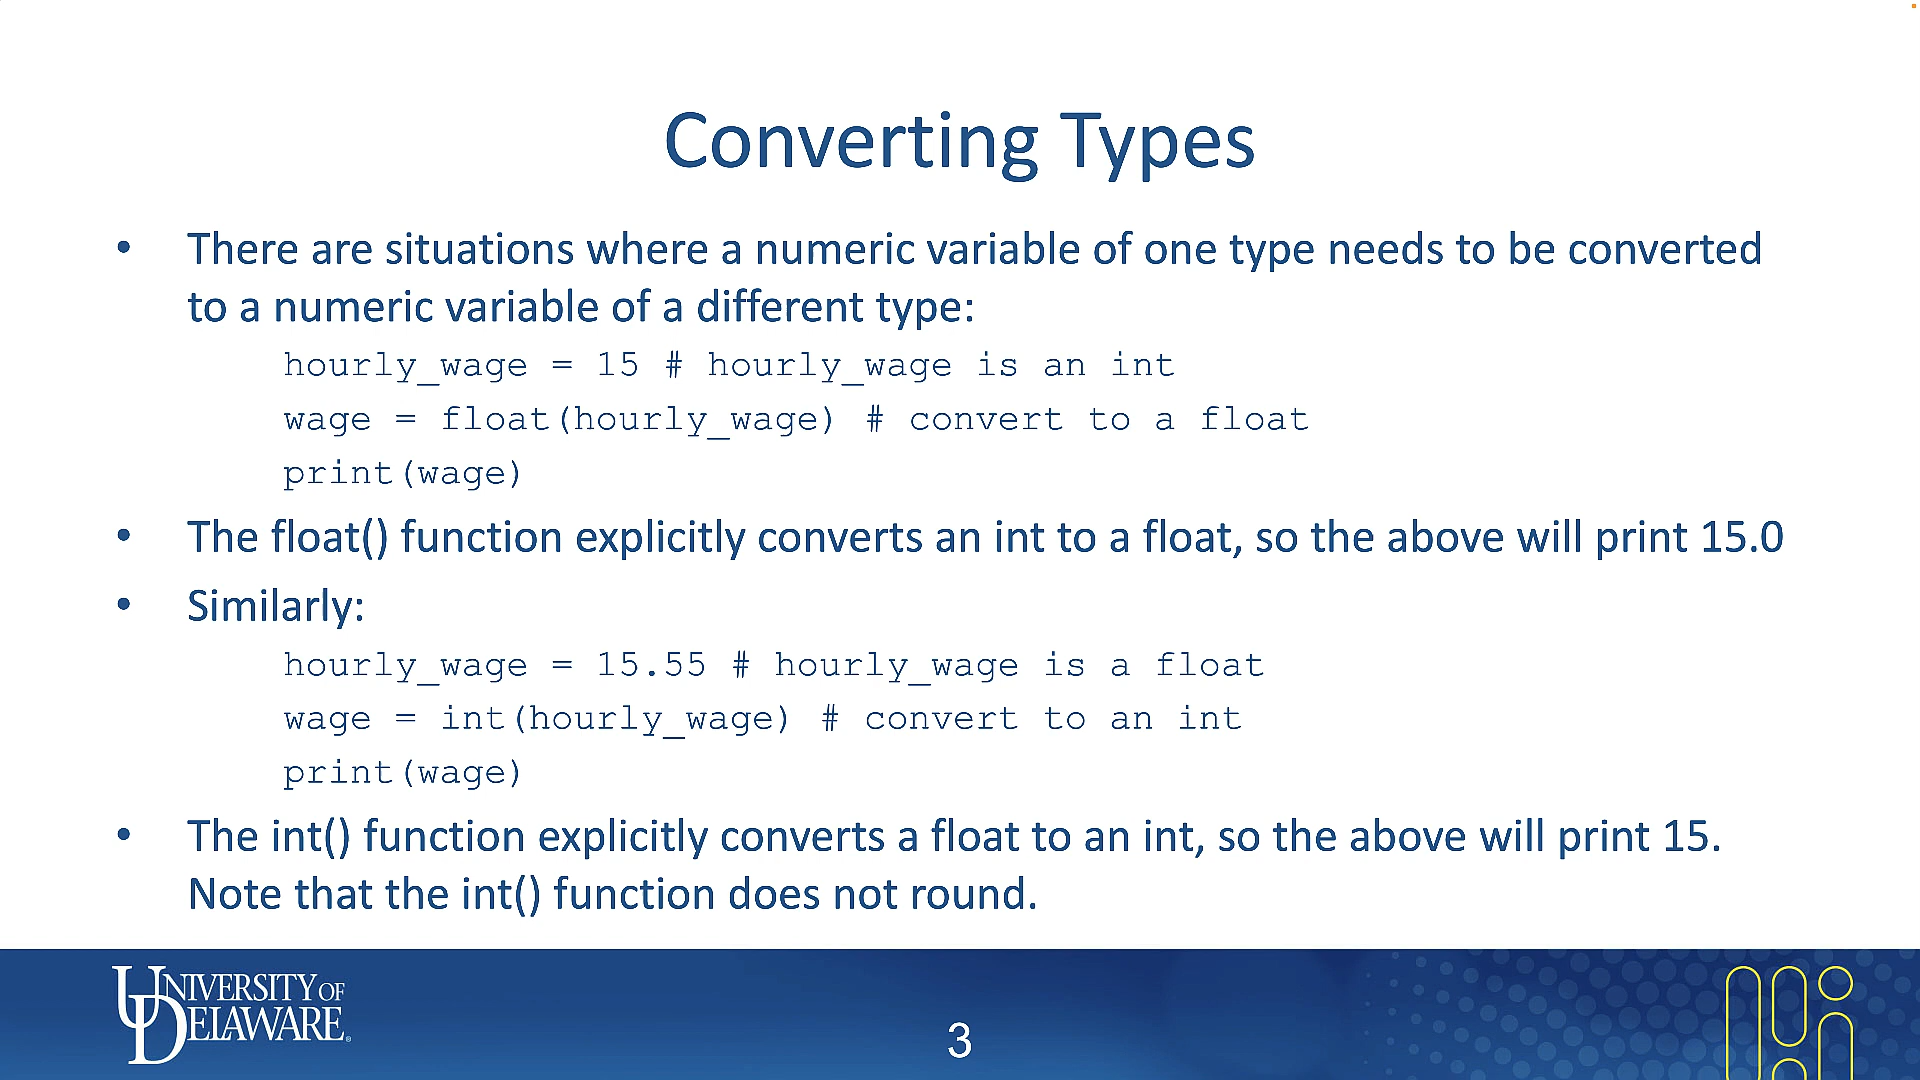 Converting Types
• There are situations where a numeric variable of one type needs to be converted
to a numeric variable of a different type:
hourly_wage = 15 # hourly_wage is an int
wage = float(hourly_wage) # convert to a float
print(wage)
• The float() function explicitly converts an int to a float, so the above will print 15.0
• Similarly:
hourly_wage = 15.55 # hourly_wage is a float
wage = int(hourly_wage) # convert to an int
print(wage)
• The int() function explicitly converts a float to an int, so the above will print 15.
Note that the int() function does not round.
UNIVERSITY OF
DELAWARE®
3